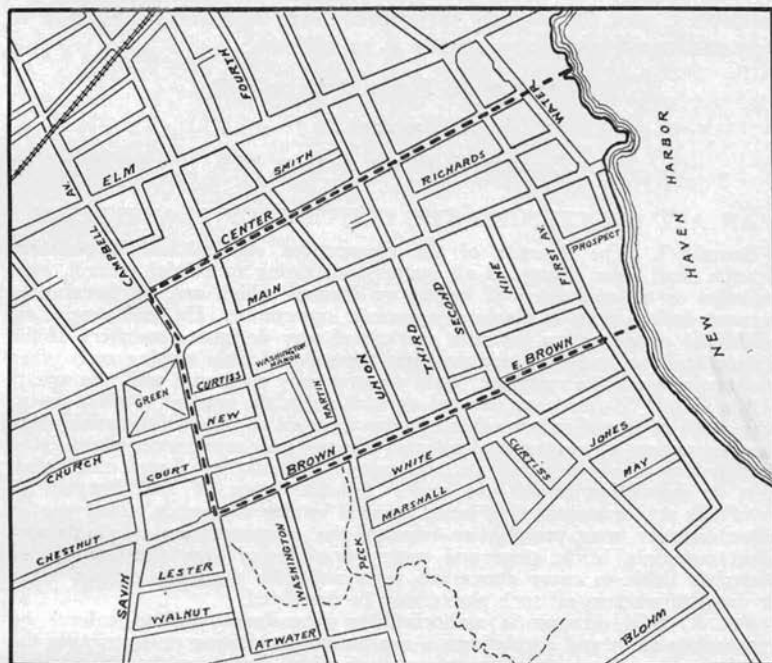 FOURTH
WATER
ELM
SMITH
RICHARDS
AV.
CAMPBELL
CENTER
MAIN
NINE
FIRST AV.
PROSPECT
NEW HAVEN HARBOR
SECOND
THIRD
UNION
WASHINGTON
MANOR
CURTISS
GREEN
NEW
MARTIN
E. BROWN
CHURCH
COURT
BROWN
WHITE
CURTISS
JONES
MAY
MARSHALL
CHESTNUT
LESTER
WASHINGTON
PECK
SAVIN
WALNUT
ATWATER
BLOHM